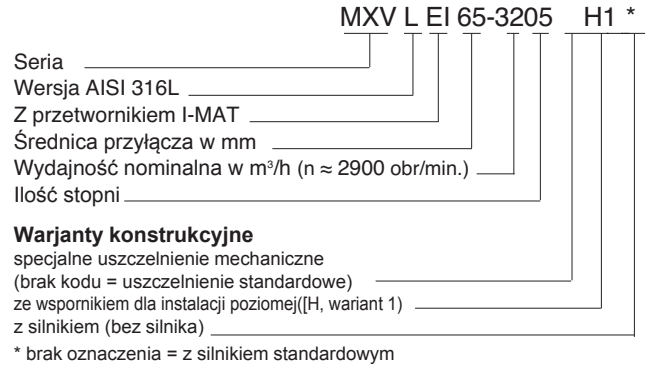 MXV L EI 65-3205 H1 *
Seria
Wersja AISI 316L
Z przetwornikiem I-MAT
Średnica przyłącza w mm
Wydajność nominalna w m³/h (n ≈ 2900 obr/min.)
Ilość stopni
Warjanty konstrukcyjne
specjalne uszczelnienie mechaniczne
(brak kodu = uszczelnienie standardowe)
ze wspornikiem dla instalacji poziomej([H, wariant 1)
z silnikiem (bez silnika)
* brak oznaczenia = z silnikiem standardowym